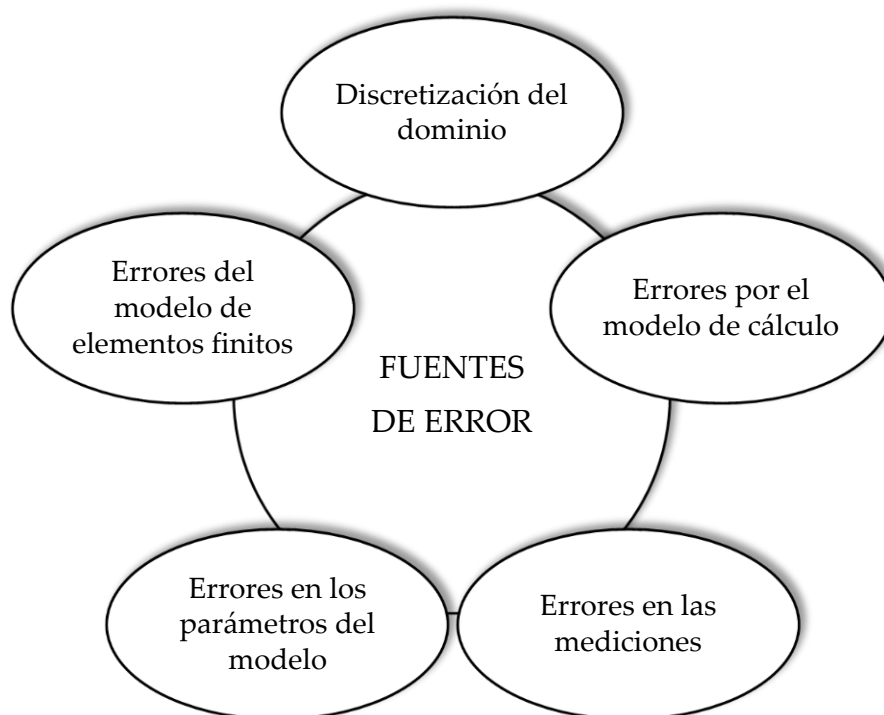 Discretización del
dominio
Errores del
modelo de
elementos finitos
Errores por el
modelo de cálculo
FUENTES
DE ERROR
Errores en los
parámetros del
modelo
Errores en las
mediciones